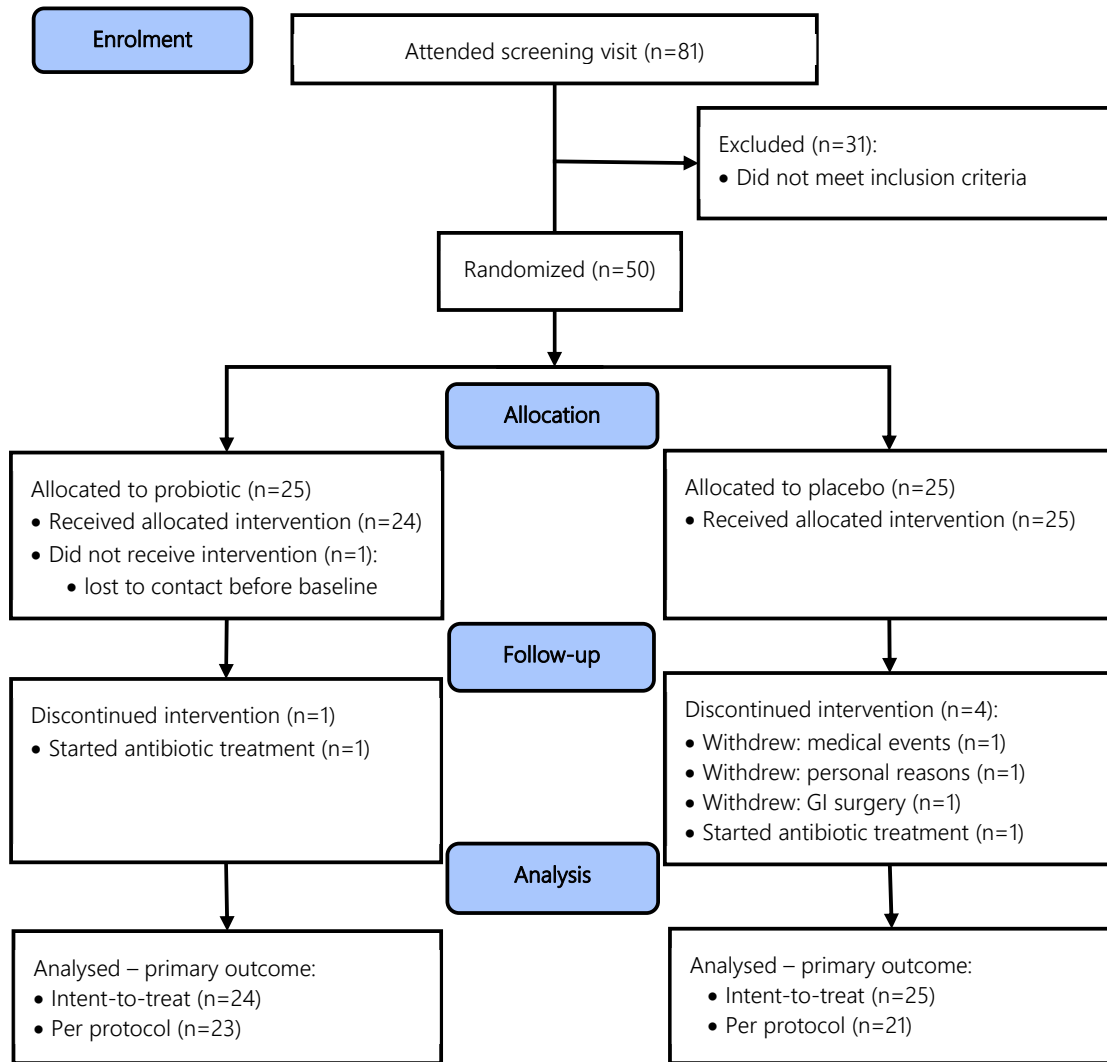 Enrolment
Attended screening visit (n=81)
Excluded (n=31):
• Did not meet inclusion criteria
Randomized (n=50)
Allocation
Allocated to probiotic (n=25)
• Received allocated intervention (n=24)
• Did not receive intervention (n=1):
• lost to contact before baseline
Allocated to placebo (n=25)
• Received allocated intervention (n=25)
Follow-up
Discontinued intervention (n=1)
• Started antibiotic treatment (n=1)
Discontinued intervention (n=4):
• Withdrew: medical events (n=1)
• Withdrew: personal reasons (n=1)
• Withdrew: GI surgery (n=1)
• Started antibiotic treatment (n=1)
Analysis
Analysed – primary outcome:
• Intent-to-treat (n=24)
• Per protocol (n=23)
Analysed – primary outcome:
• Intent-to-treat (n=25)
• Per protocol (n=21)